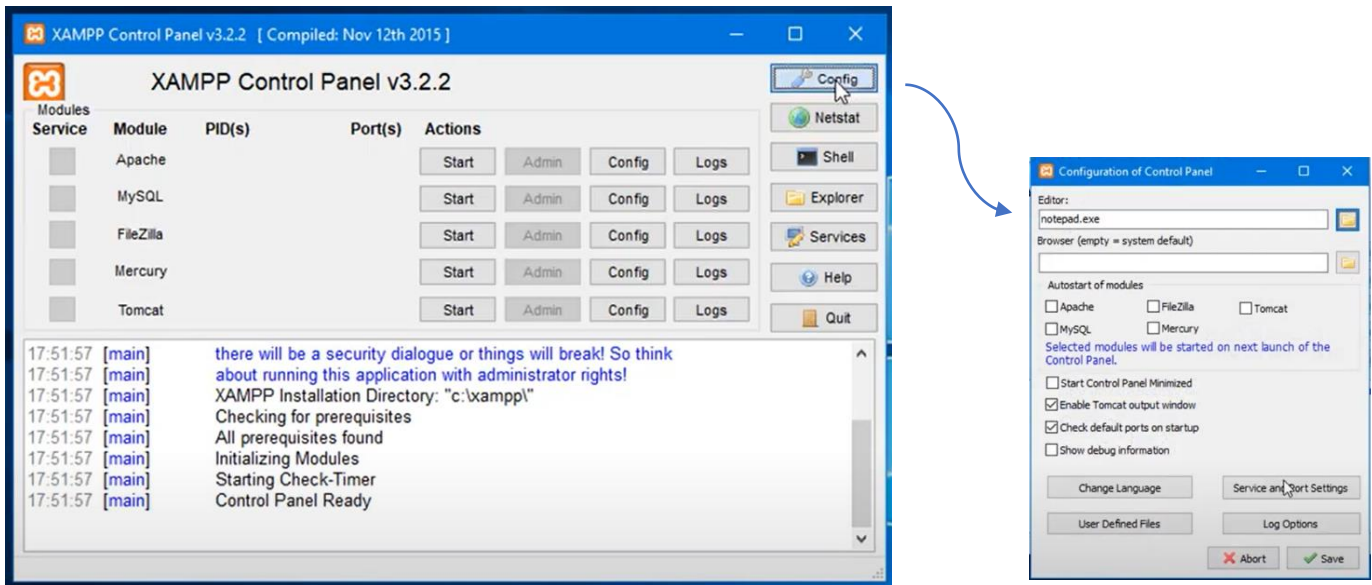 XAMPP Control Panel v3.2.2 [ Compiled: Nov 12th 2015 ]
XAMPP Control Panel v3.2.2
Config
Modules
Service Module PID(s) Port(s) Actions
Netstat
Apache Start Admin Config Logs
Shell
MySQL Start Admin Config Logs
Explorer
FileZilla Start Admin Config Logs
Services
Mercury Start Admin Config Logs
Help
Tomcat Start Admin Config Logs
Quit
17:51:57 [main] there will be a security dialogue or things will break! So think
17:51:57 [main] about running this application with administrator rights!
17:51:57 [main] XAMPP Installation Directory: "c:\xampp\"
17:51:57 [main] Checking for prerequisites
17:51:57 [main] All prerequisites found
17:51:57 [main] Initializing Modules
17:51:57 [main] Starting Check-Timer
17:51:57 [main] Control Panel Ready
Configuration of Control Panel
Editor:
notepad.exe
Browser (empty = system default)
Autostart of modules
Apache FileZilla Tomcat
MySQL Mercury
Selected modules will be started on next launch of the
Control Panel.
Start Control Panel Minimized
Enable Tomcat output window
Check default ports on startup
Show debug information
Change Language Service and Port Settings
User Defined Files Log Options
Abort Save